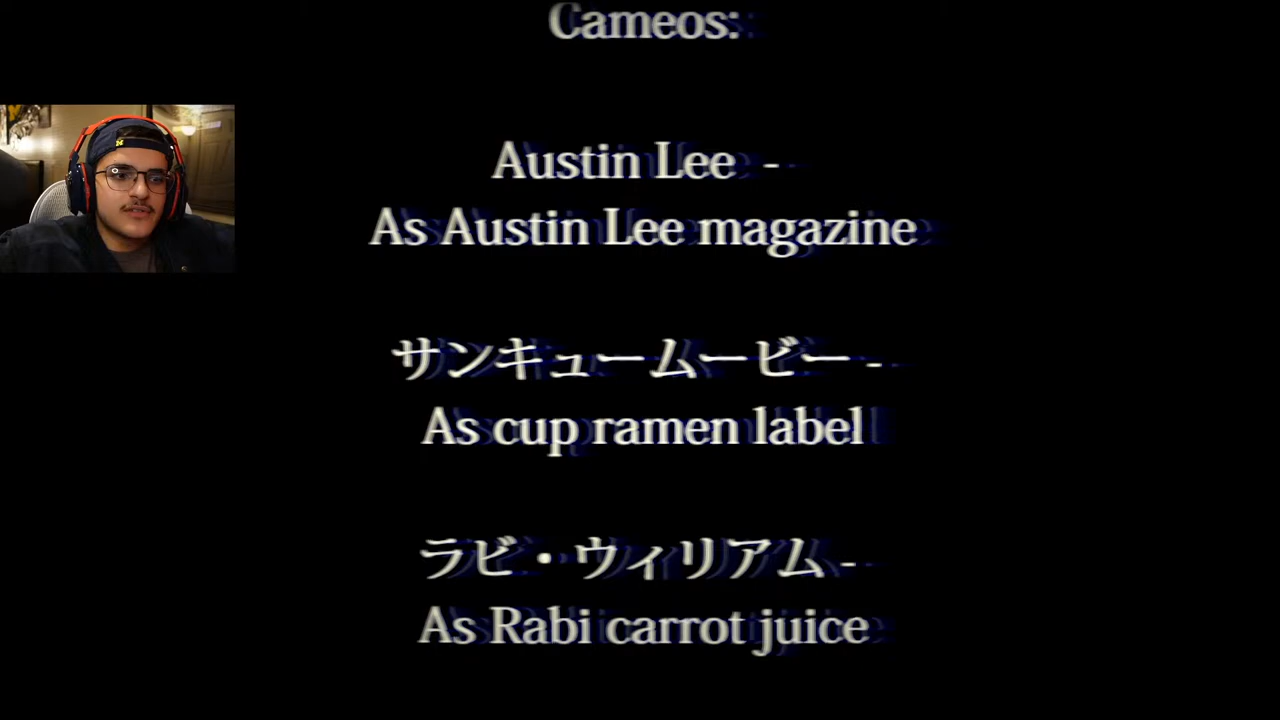 Cameos:
Austin Lee -
As Austin Lee magazine
サンキュームービー -
As cup ramen label
ラビ・ウィリアム -
As Rabi carrot juice